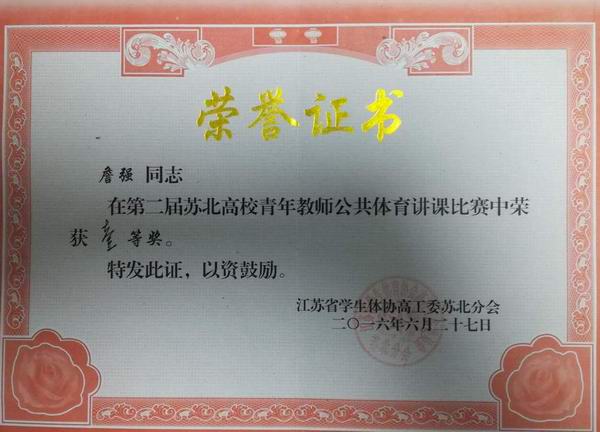 荣誉证书
詹强 同志
在第二届苏北高校青年教师公共体育讲课比赛中荣
获 壹 等奖。
特发此证，以资鼓励。
江苏省学生体协高工委苏北分会
二〇一六年六月二十七日